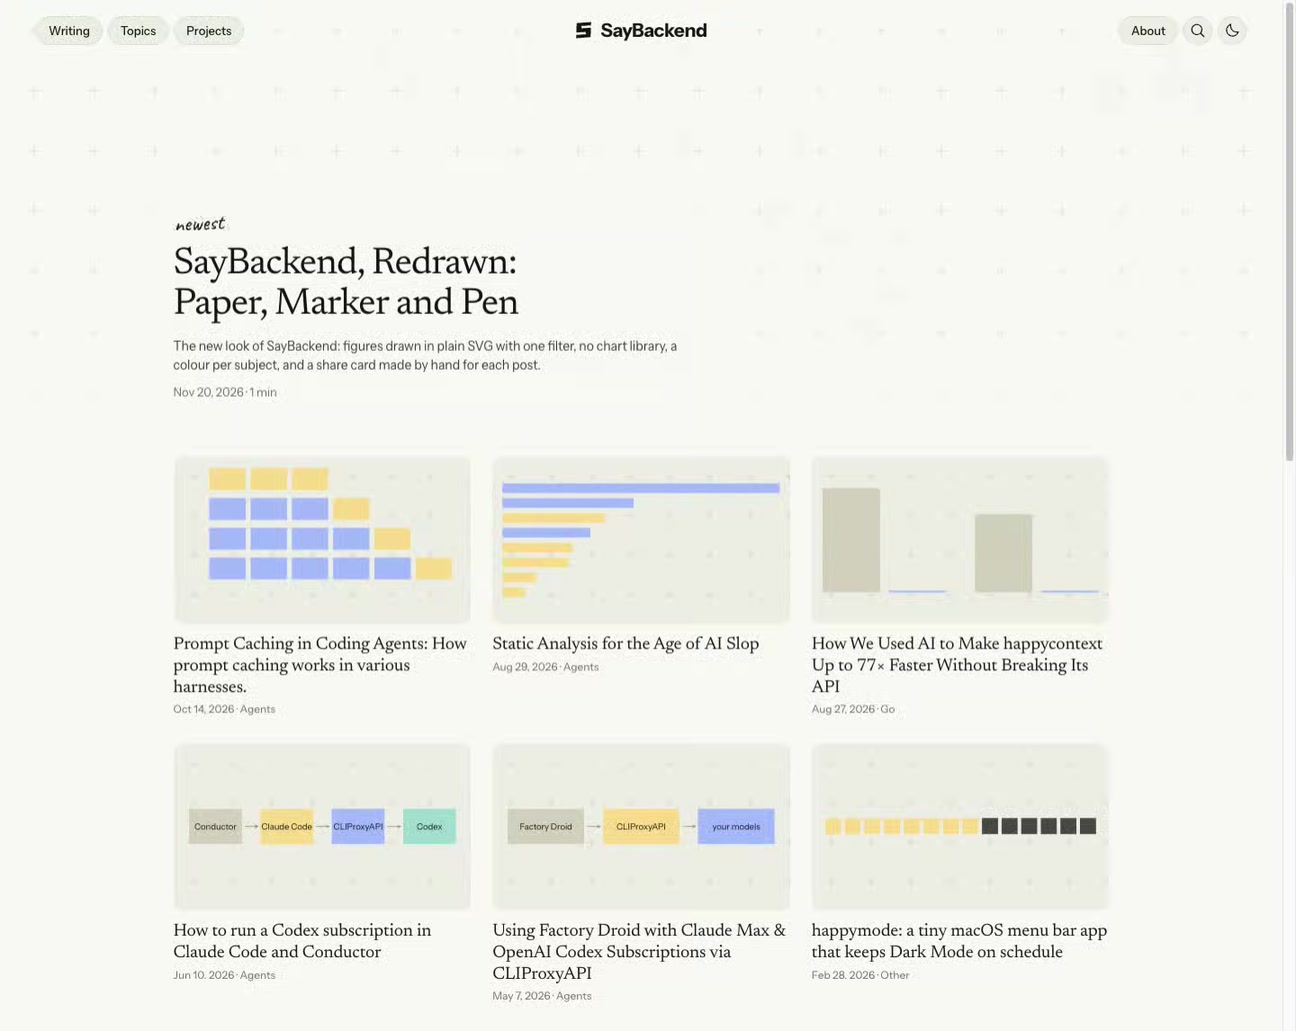 Writing
Topics
Projects
SayBackend
About
newest
SayBackend, Redrawn:
Paper, Marker and Pen
The new look of SayBackend: figures drawn in plain SVG with one filter, no chart library, a
colour per subject, and a share card made by hand for each post.
Nov 20, 2026 · 1 min
Prompt Caching in Coding Agents: How
prompt caching works in various
harnesses.
Oct 14, 2026 · Agents
Static Analysis for the Age of AI Slop
Aug 29, 2026 · Agents
How We Used AI to Make happycontext
Up to 77× Faster Without Breaking Its
API
Aug 27, 2026 · Go
Conductor
Claude Code
CLIProxyAPI
Codex
How to run a Codex subscription in
Claude Code and Conductor
Jun 10, 2026 · Agents
Factory Droid
CLIProxyAPI
your models
Using Factory Droid with Claude Max &
OpenAI Codex Subscriptions via
CLIProxyAPI
May 7, 2026 · Agents
happymode: a tiny macOS menu bar app
that keeps Dark Mode on schedule
Feb 28, 2026 · Other